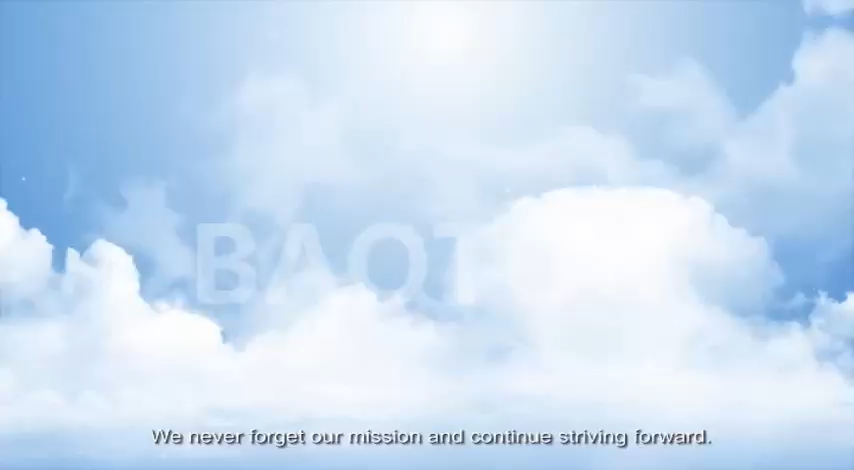 BAOT
We never forget our mission and continue striving forward.